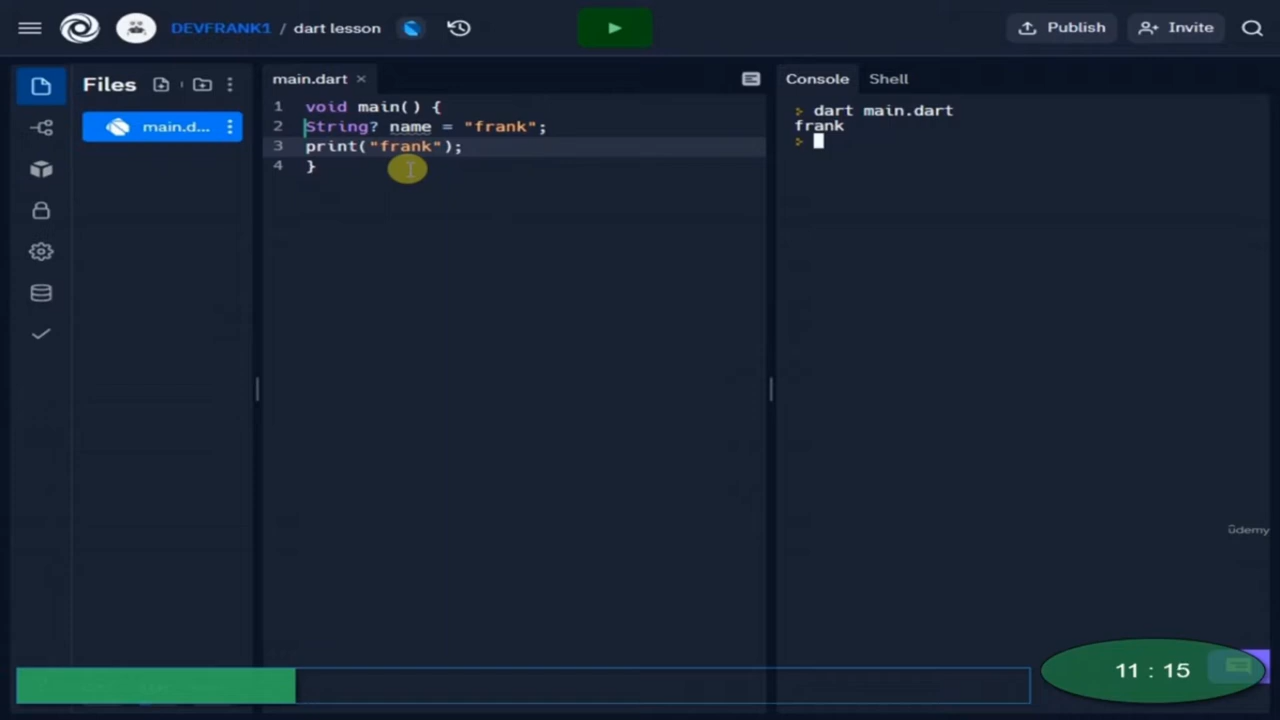 DEVFRANK1 / dart lesson
Publish
Invite
Files
main.dart
Console
Shell
main.d...
1 void main() {
2 String? name = "frank";
3 print("frank");
4 }
dart main.dart
frank
ûdemy
11 : 15